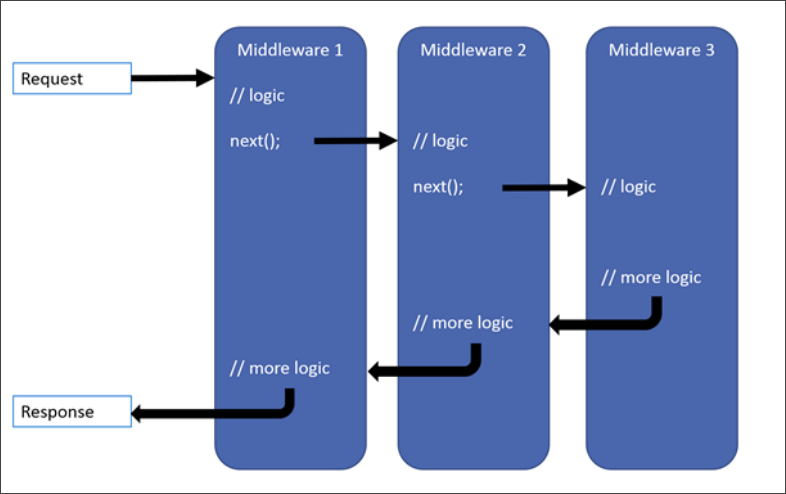 Middleware 1
Middleware 2
Middleware 3
Request
// logic
next();
// logic
next();
// logic
// more logic
// more logic
// more logic
Response